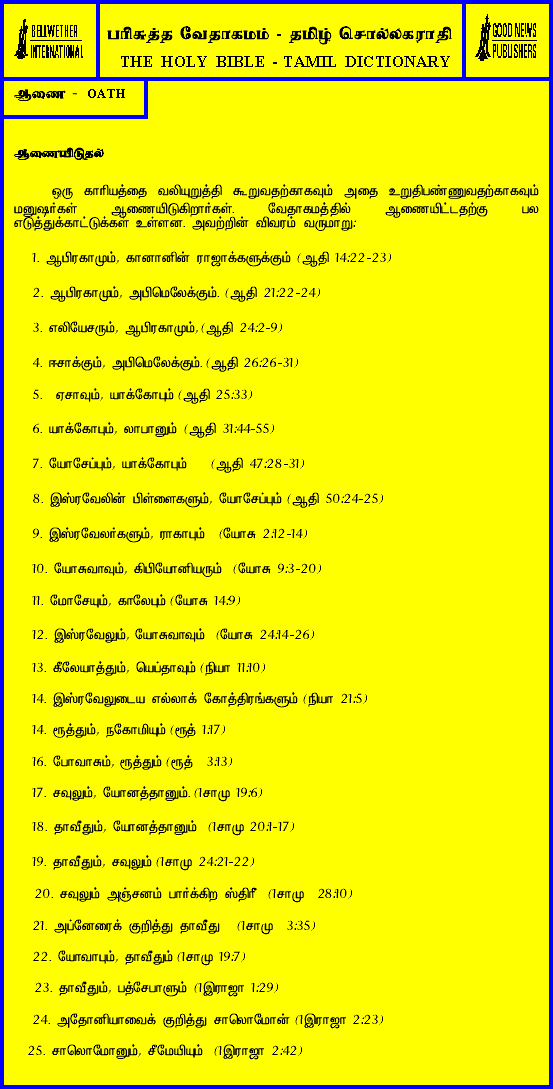 BELLWETHER
INTERNATIONAL
பரிசுத்த வேதாகமம் - தமிழ் சொல்லகராதி
THE HOLY BIBLE - TAMIL DICTIONARY
GOOD NEWS
PUBLISHERS
ஆணை - OATH
ஆணையிடுதல்
ஒரு காரியத்தை வலியுறுத்தி கூறுவதற்காகவும் அதை உறுதிபண்ணுவதற்காகவும்
மனுஷர்கள் ஆணையிடுகிறார்கள். வேதாகமத்தில் ஆணையிட்டதற்கு பல
எடுத்துக்காட்டுக்கள் உள்ளன. அவற்றின் விவரம் வருமாறு:
1. ஆபிரகாமும், கானானின் ராஜாக்களுக்கும் (ஆதி 14:22-23)
2. ஆபிரகாமும், அபிமெலேக்கும். (ஆதி 21:22-24)
3. எலியேசரும், ஆபிரகாமும், (ஆதி 24:2-9)
4. ஈசாக்கும், அபிமெலேக்கும். (ஆதி 26:26-31)
5. ஏசாவும், யாக்கோபும் (ஆதி 25:33)
6. யாக்கோபும், லாபானும் (ஆதி 31:44-55)
7. யோசேப்பும், யாக்கோபும் (ஆதி 47:28-31)
8. இஸ்ரவேலின் பிள்ளைகளும், யோசேப்பும் (ஆதி 50:24-25)
9. இஸ்ரவேலர்களும், ராகாபும் (யோசு 2:12-14)
10. யோசுவாவும், கிபியோனியரும் (யோசு 9:3-20)
11. மோசேயும், காலேபும் (யோசு 14:9)
12. இஸ்ரவேலும், யோசுவாவும் (யோசு 24:14-26)
13. கீலேயாத்தும், யெப்தாவும் (நியா 11:10)
14. இஸ்ரவேலுடைய எல்லாக் கோத்திரங்களும் (நியா 21:5)
14. ரூத்தும், நகோமியும் (ரூத் 1:17)
16. போவாசும், ரூத்தும் (ரூத் 3:13)
17. சவுலும், யோனத்தானும். (1சாமு 19:6)
18. தாவீதும், யோனத்தானும் (1சாமு 20:1-17)
19. தாவீதும், சவுலும் (1சாமு 24:21-22)
20. சவுலும் அஞ்சனம் பார்க்கிற ஸ்திரீ (1சாமு 28:10)
21. அப்னேரைக் குறித்து தாவீது (1சாமு 3:35)
22. யோவாபும், தாவீதும் (1சாமு 19:7)
23. தாவீதும், பத்சேபாளும் (1இராஜா 1:29)
24. அதோனியாவைக் குறித்து சாலொமோன் (1இராஜா 2:23)
25. சாலொமோனும், சீமேயியும் (1இராஜா 2:42)